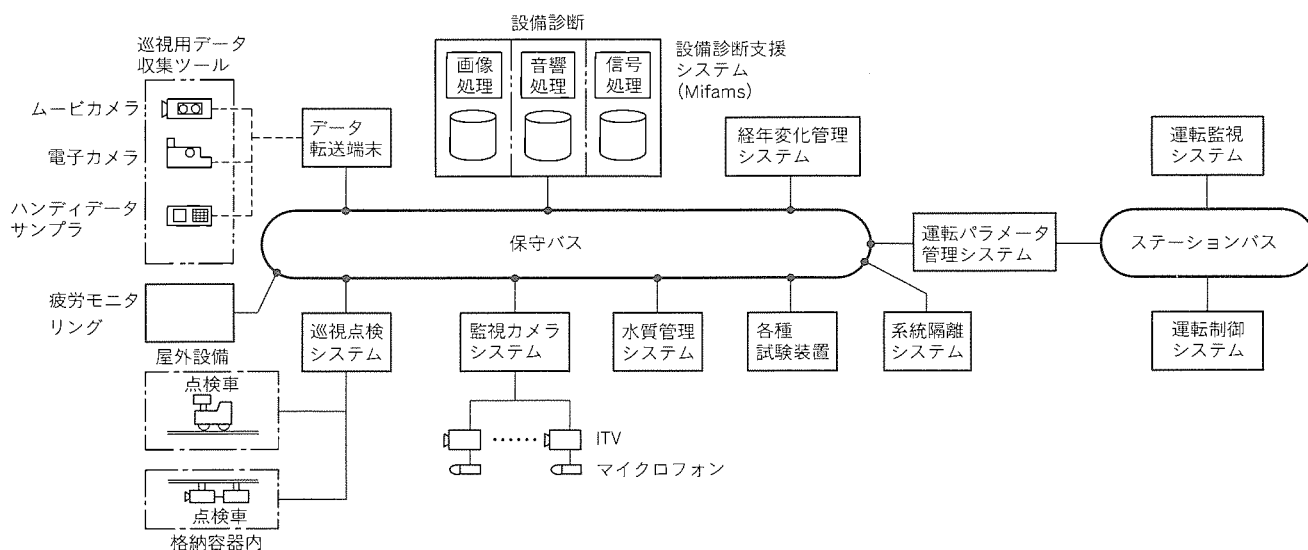 設備診断
画像
処理
音響
処理
信号
処理
設備診断支援
システム
(Mifams)
巡視用データ
収集ツール
ムービカメラ
電子カメラ
ハンディデータ
サンプラ
データ
転送端末
経年変化管理
システム
運転監視
システム
保守バス
運転パラメータ
管理システム
ステーションバス
疲労モニタ
リング
巡視点検
システム
監視カメラ
システム
水質管理
システム
各種
試験装置
系統隔離
システム
運転制御
システム
屋外設備
点検車
ITV
マイクロフォン
点検車
格納容器内